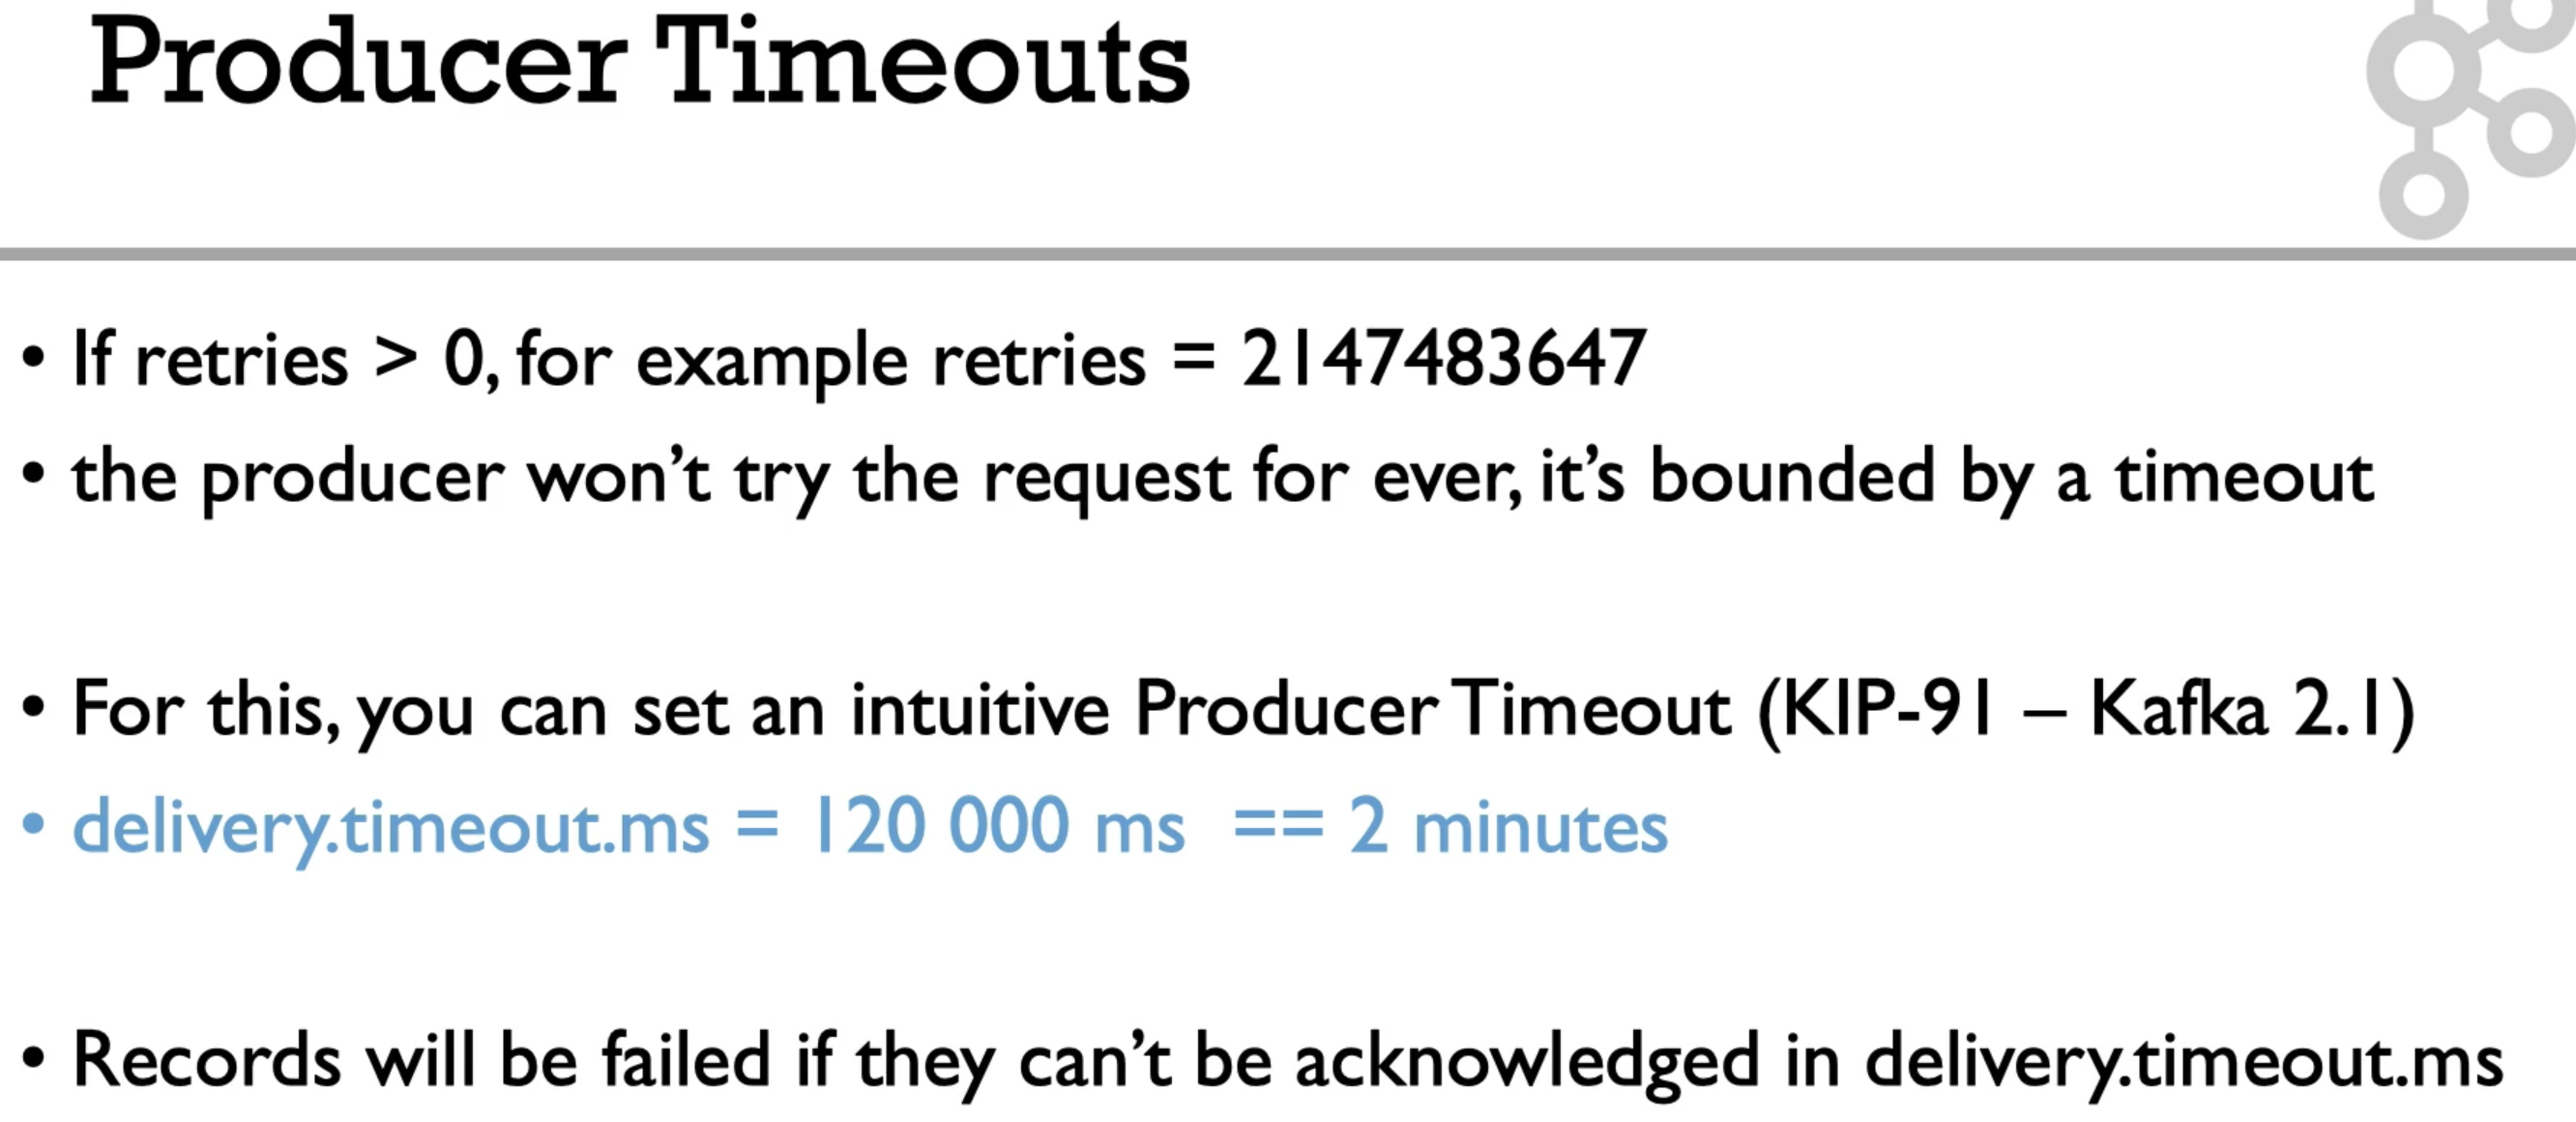 Producer Timeouts
• If retries > 0, for example retries = 2147483647
• the producer won’t try the request for ever, it’s bounded by a timeout
• For this, you can set an intuitive Producer Timeout (KIP-91 – Kafka 2.1)
• delivery.timeout.ms = 120 000 ms == 2 minutes
• Records will be failed if they can’t be acknowledged in delivery.timeout.ms